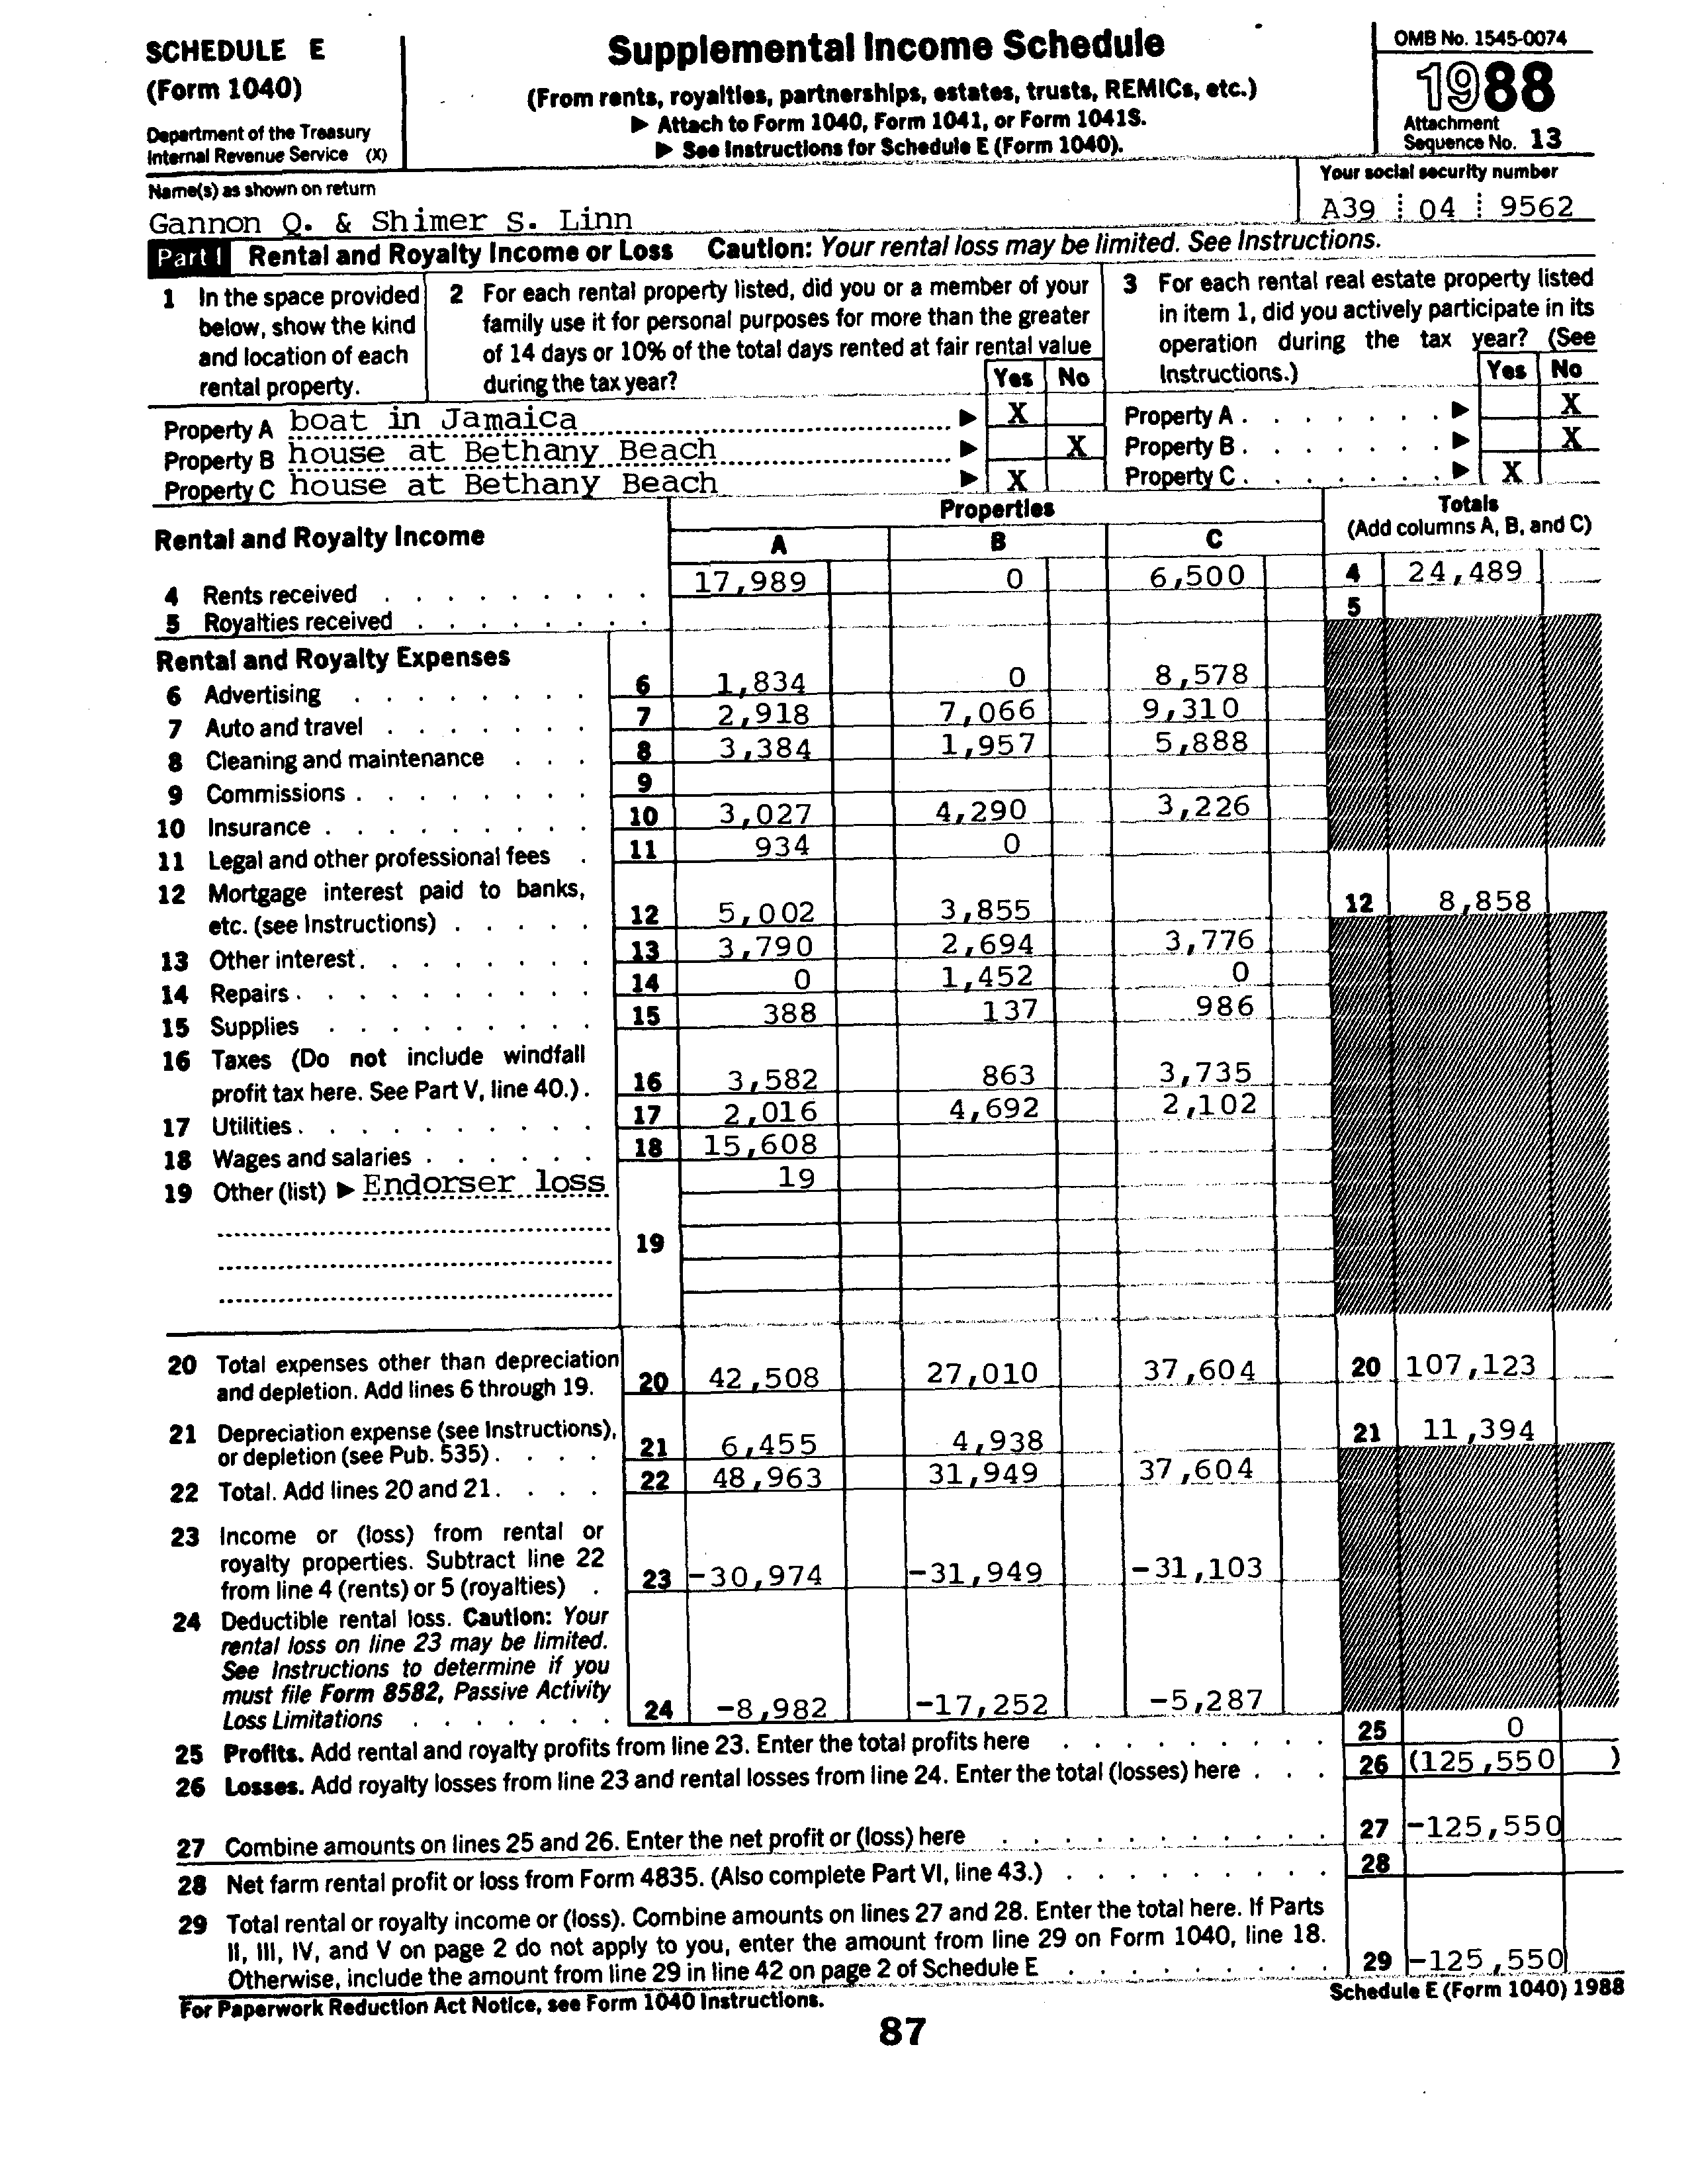 SCHEDULE E
(Form 1040)
Department of the Treasury
Internal Revenue Service (X)
Supplemental Income Schedule
(From rents, royalties, partnerships, estates, trusts, REMICs, etc.)
▶ Attach to Form 1040, Form 1041, or Form 1041S.
▶ See Instructions for Schedule E (Form 1040).
OMB No. 1545-0074
1988
Attachment
Sequence No. 13
Name(s) as shown on return
Gannon Q. & Shimer S. Linn
Your social security number
A39 04 9562
Part I Rental and Royalty Income or Loss Caution: Your rental loss may be limited. See Instructions.
1 In the space provided
below, show the kind
and location of each
rental property.
2 For each rental property listed, did you or a member of your
family use it for personal purposes for more than the greater
of 14 days or 10% of the total days rented at fair rental value
during the tax year? Yes No
3 For each rental real estate property listed
in item 1, did you actively participate in its
operation during the tax year? (See
Instructions.) Yes No
Property A boat in Jamaica ▶ X Property A . . . . . . . ▶ X
Property B house at Bethany Beach ▶ X Property B . . . . . . . ▶ X
Property C house at Bethany Beach ▶ X Property C . . . . . . . ▶ X
Rental and Royalty Income
Properties
A B C
Totals
(Add columns A, B, and C)
4 Rents received 17,989 0 6,500 4 24,489
5 Royalties received 5
Rental and Royalty Expenses
6 Advertising 6 1,834 0 8,578
7 Auto and travel 7 2,918 7,066 9,310
8 Cleaning and maintenance 8 3,384 1,957 5,888
9 Commissions 9
10 Insurance 10 3,027 4,290 3,226
11 Legal and other professional fees 11 934 0
12 Mortgage interest paid to banks,
etc. (see Instructions) 12 5,002 3,855 12 8,858
13 Other interest 13 3,790 2,694 3,776
14 Repairs 14 0 1,452 0
15 Supplies 15 388 137 986
16 Taxes (Do not include windfall
profit tax here. See Part V, line 40.) 16 3,582 863 3,735
17 Utilities 17 2,016 4,692 2,102
18 Wages and salaries 18 15,608
19 Other (list) ▶ Endorser loss 19
19
20 Total expenses other than depreciation
and depletion. Add lines 6 through 19. 20 42,508 27,010 37,604 20 107,123
21 Depreciation expense (see Instructions),
or depletion (see Pub. 535) 21 6,455 4,938 21 11,394
22 Total. Add lines 20 and 21 22 48,963 31,949 37,604
23 Income or (loss) from rental or
royalty properties. Subtract line 22
from line 4 (rents) or 5 (royalties) 23 -30,974 -31,949 -31,103
24 Deductible rental loss. Caution: Your
rental loss on line 23 may be limited.
See Instructions to determine if you
must file Form 8582, Passive Activity
Loss Limitations 24 -8,982 -17,252 -5,287
25 Profits. Add rental and royalty profits from line 23. Enter the total profits here 25 0
26 Losses. Add royalty losses from line 23 and rental losses from line 24. Enter the total (losses) here 26 (125,550 )
27 Combine amounts on lines 25 and 26. Enter the net profit or (loss) here 27 -125,550
28 Net farm rental profit or loss from Form 4835. (Also complete Part VI, line 43.) 28
29 Total rental or royalty income or (loss). Combine amounts on lines 27 and 28. Enter the total here. If Parts
II, III, IV, and V on page 2 do not apply to you, enter the amount from line 29 on Form 1040, line 18.
Otherwise, include the amount from line 29 in line 42 on page 2 of Schedule E 29 -125,550
For Paperwork Reduction Act Notice, see Form 1040 Instructions.
Schedule E (Form 1040) 1988
87